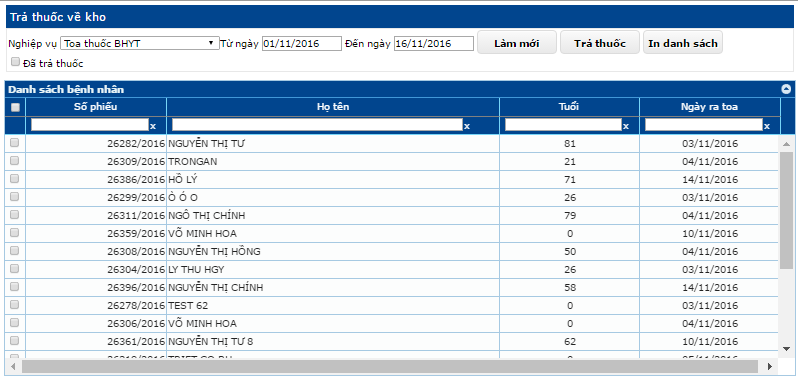 Trả thuốc về kho
Nghiệp vụ Toa thuốc BHYT Từ ngày 01/11/2016 Đến ngày 16/11/2016 Làm mới Trả thuốc In danh sách
Đã trả thuốc
Danh sách bệnh nhân
Số phiếu Họ tên Tuổi Ngày ra toa
x x x x
26282/2016 NGUYỄN THỊ TƯ 81 03/11/2016
26309/2016 TRONGAN 21 04/11/2016
26386/2016 HỒ LÝ 71 14/11/2016
26299/2016 Ò Ó O 26 03/11/2016
26311/2016 NGÔ THỊ CHÍNH 79 04/11/2016
26359/2016 VÕ MINH HOA 0 10/11/2016
26308/2016 NGUYỄN THỊ HỒNG 50 04/11/2016
26304/2016 LY THU HGY 26 03/11/2016
26396/2016 NGUYỄN THỊ CHÍNH 58 14/11/2016
26278/2016 TEST 62 0 03/11/2016
26306/2016 VÕ MINH HOA 0 04/11/2016
26361/2016 NGUYỄN THỊ TƯ 8 62 10/11/2016